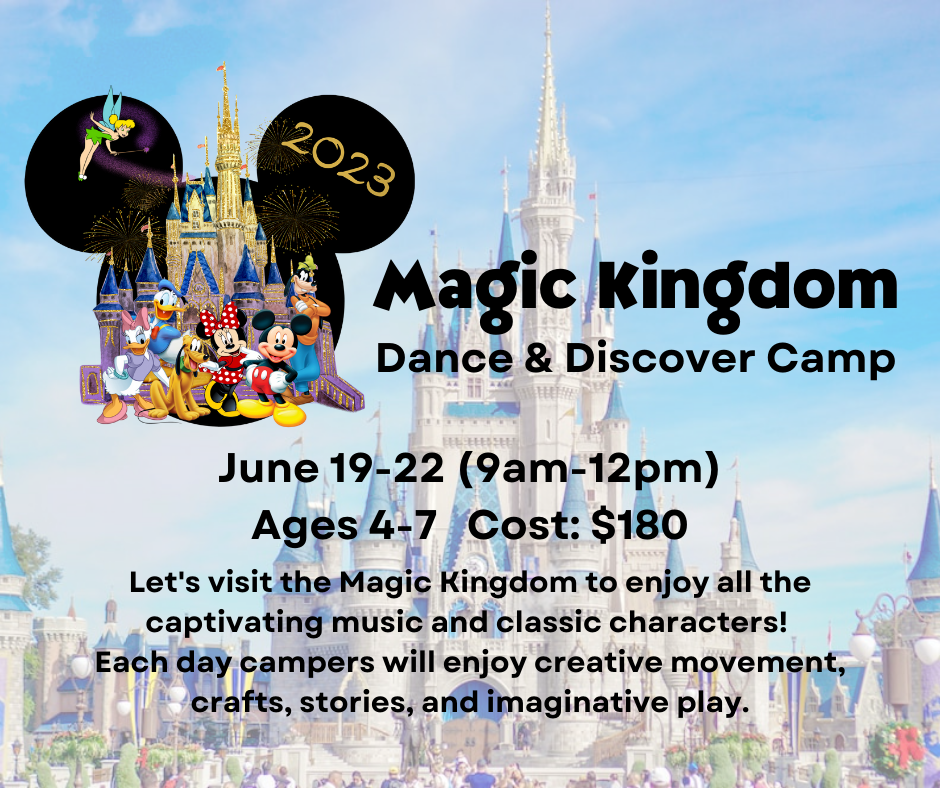 2023
Magic Kingdom
Dance & Discover Camp
June 19-22 (9am-12pm)
Ages 4-7 Cost: $180
Let's visit the Magic Kingdom to enjoy all the
captivating music and classic characters!
Each day campers will enjoy creative movement,
crafts, stories, and imaginative play.